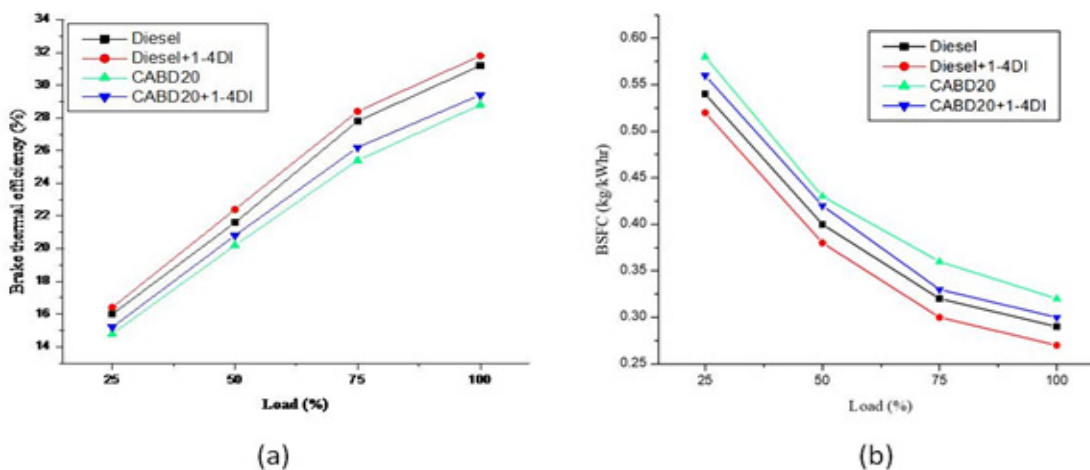 34
32
30
28
26
24
22
20
18
16
14
Brake thermal efficiency (%)
Diesel
Diesel+1-4DI
CABD20
CABD20+1-4DI
25 50 75 100
Load (%)
(a)
0.60
0.55
0.50
0.45
0.40
0.35
0.30
0.25
BSFC (kg/kWhr)
Diesel
Diesel+1-4DI
CABD20
CABD20+1-4DI
25 50 75 100
Load (%)
(b)